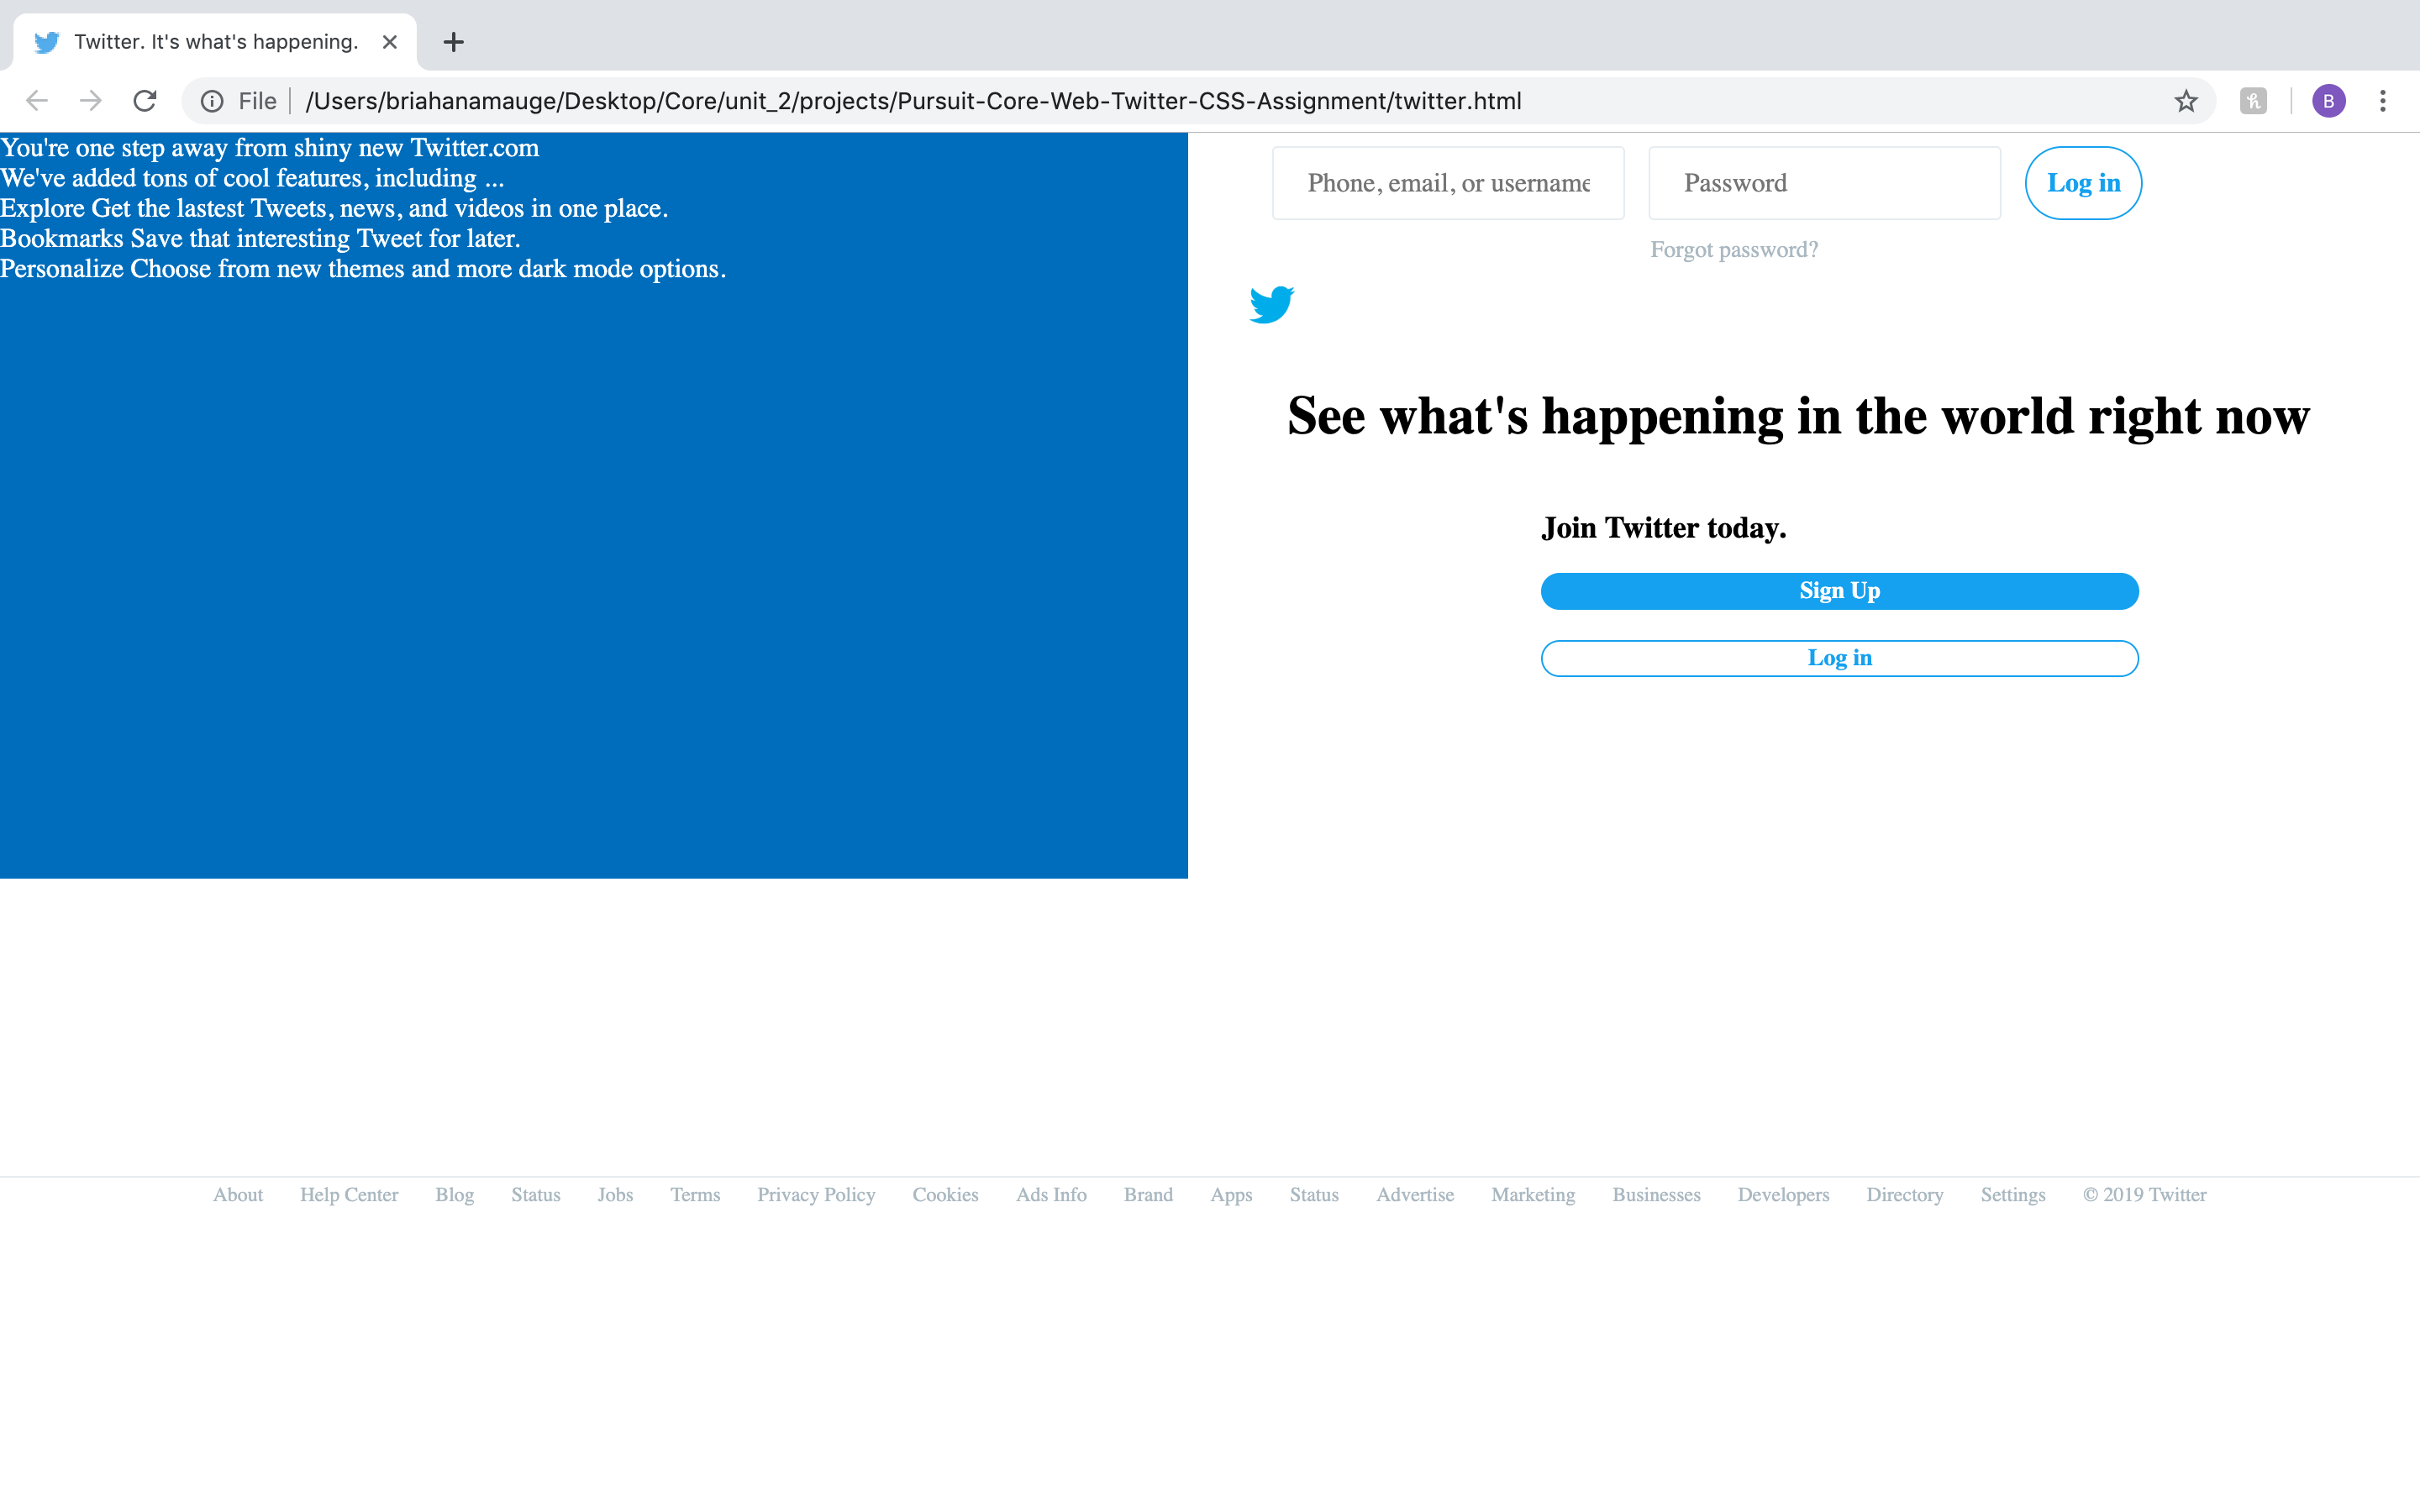 Twitter. It's what's happening.
File /Users/briahanamauge/Desktop/Core/unit_2/projects/Pursuit-Core-Web-Twitter-CSS-Assignment/twitter.html
B
You're one step away from shiny new Twitter.com
We've added tons of cool features, including ...
Explore Get the lastest Tweets, news, and videos in one place.
Bookmarks Save that interesting Tweet for later.
Personalize Choose from new themes and more dark mode options.
Phone, email, or username Password Log in
Forgot password?
See what's happening in the world right now
Join Twitter today.
Sign Up
Log in
About Help Center Blog Status Jobs Terms Privacy Policy Cookies Ads Info Brand Apps Status Advertise Marketing Businesses Developers Directory Settings © 2019 Twitter